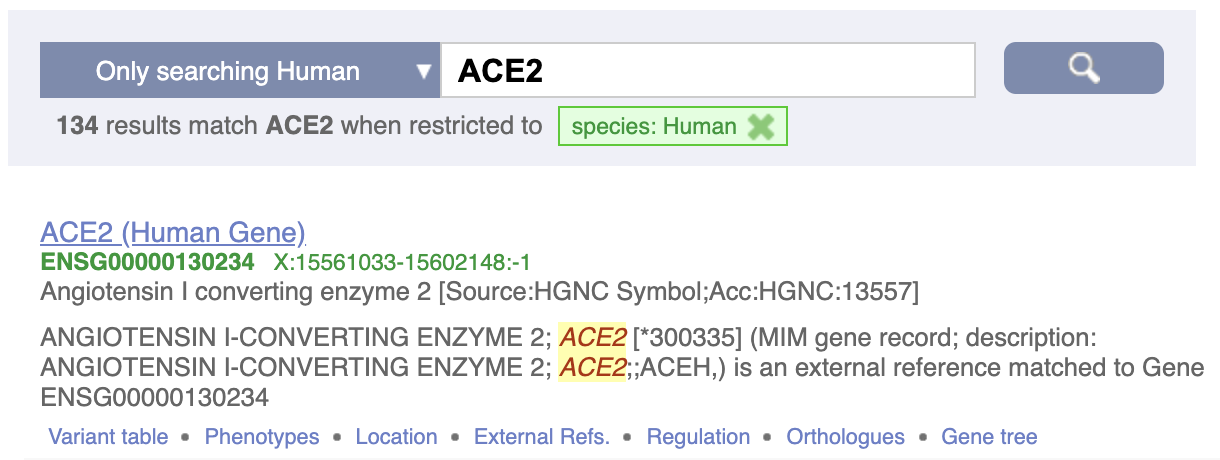 Only searching Human ▼ ACE2
134 results match ACE2 when restricted to species: Human
ACE2 (Human Gene)
ENSG00000130234 X:15561033-15602148:-1
Angiotensin I converting enzyme 2 [Source:HGNC Symbol;Acc:HGNC:13557]
ANGIOTENSIN I-CONVERTING ENZYME 2; ACE2 [*300335] (MIM gene record; description:
ANGIOTENSIN I-CONVERTING ENZYME 2; ACE2;;ACEH,) is an external reference matched to Gene
ENSG00000130234
Variant table • Phenotypes • Location • External Refs. • Regulation • Orthologues • Gene tree